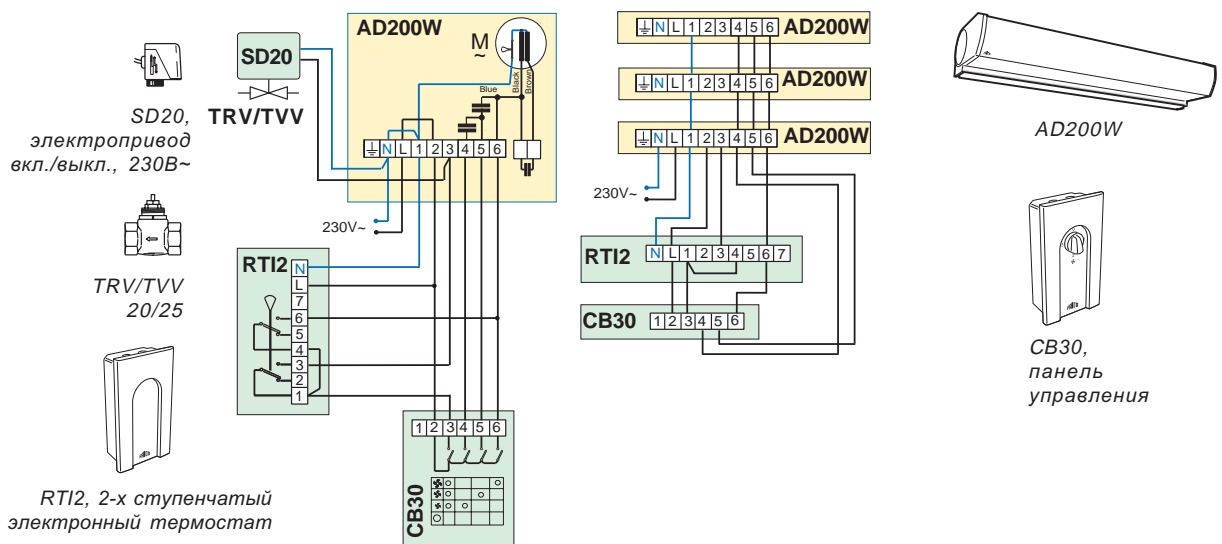 SD20,
электропривод
вкл./выкл., 230В~
TRV/TVV
20/25
RTI2, 2-х ступенчатый
электронный термостат
SD20
TRV/TVV
AD200W
M
~
Black
Brown
Blue
N L 1 2 3 4 5 6
230V~
RTI2
N
L
7
6
5
4
3
2
1
1 2 3 4 5 6
CB30
N L 1 2 3 4 5 6 AD200W
N L 1 2 3 4 5 6 AD200W
N L 1 2 3 4 5 6 AD200W
230V~
RTI2 N L 1 2 3 4 5 6 7
CB30 1 2 3 4 5 6
AD200W
CB30,
панель
управления